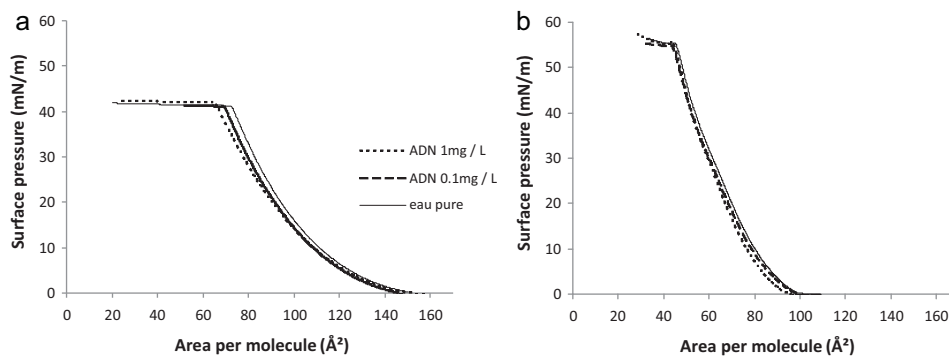 a
60
50
40
30
20
10
0
Surface pressure (mN/m)
0 20 40 60 80 100 120 140 160
Area per molecule (Å²)
ADN 1mg / L
ADN 0.1mg / L
eau pure
b
60
50
40
30
20
10
0
Surface pressure (mN/m)
0 20 40 60 80 100 120 140 160
Area per molecule (Å²)